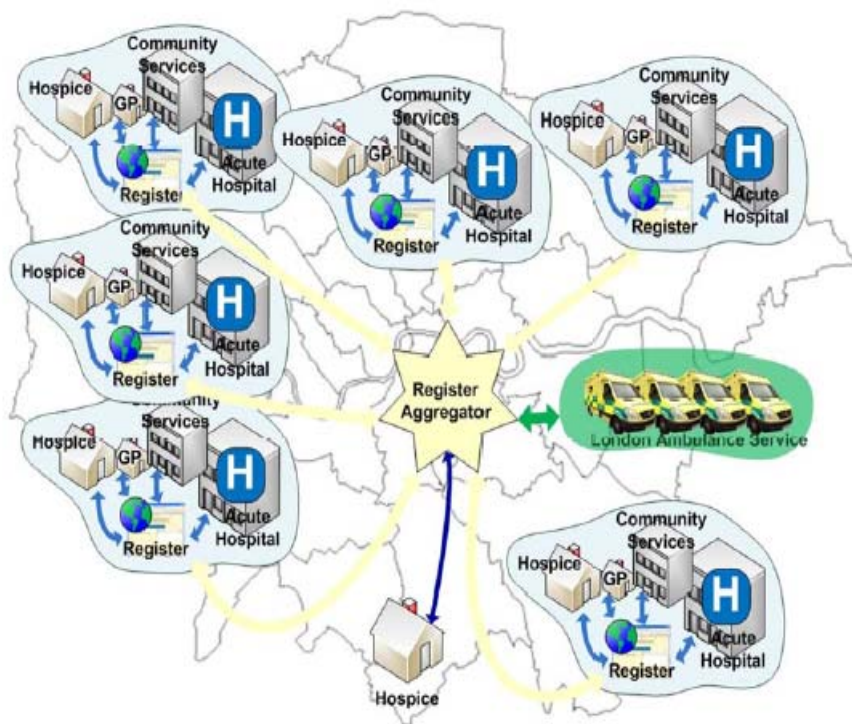 Community
Services
Hospice
GP
H
Acute
Hospital
Register
Community
Services
Hospice
GP
H
Acute
Hospital
Register
Community
Services
Hospice
GP
H
Acute
Hospital
Register
Community
Services
Hospice
GP
H
Acute
Hospital
Register
Register
Aggregator
London Ambulance Service
Services
Hospice
GP
H
Acute
Hospital
Register
Community
Services
Hospice
GP
H
Acute
Hospital
Register
Hospice